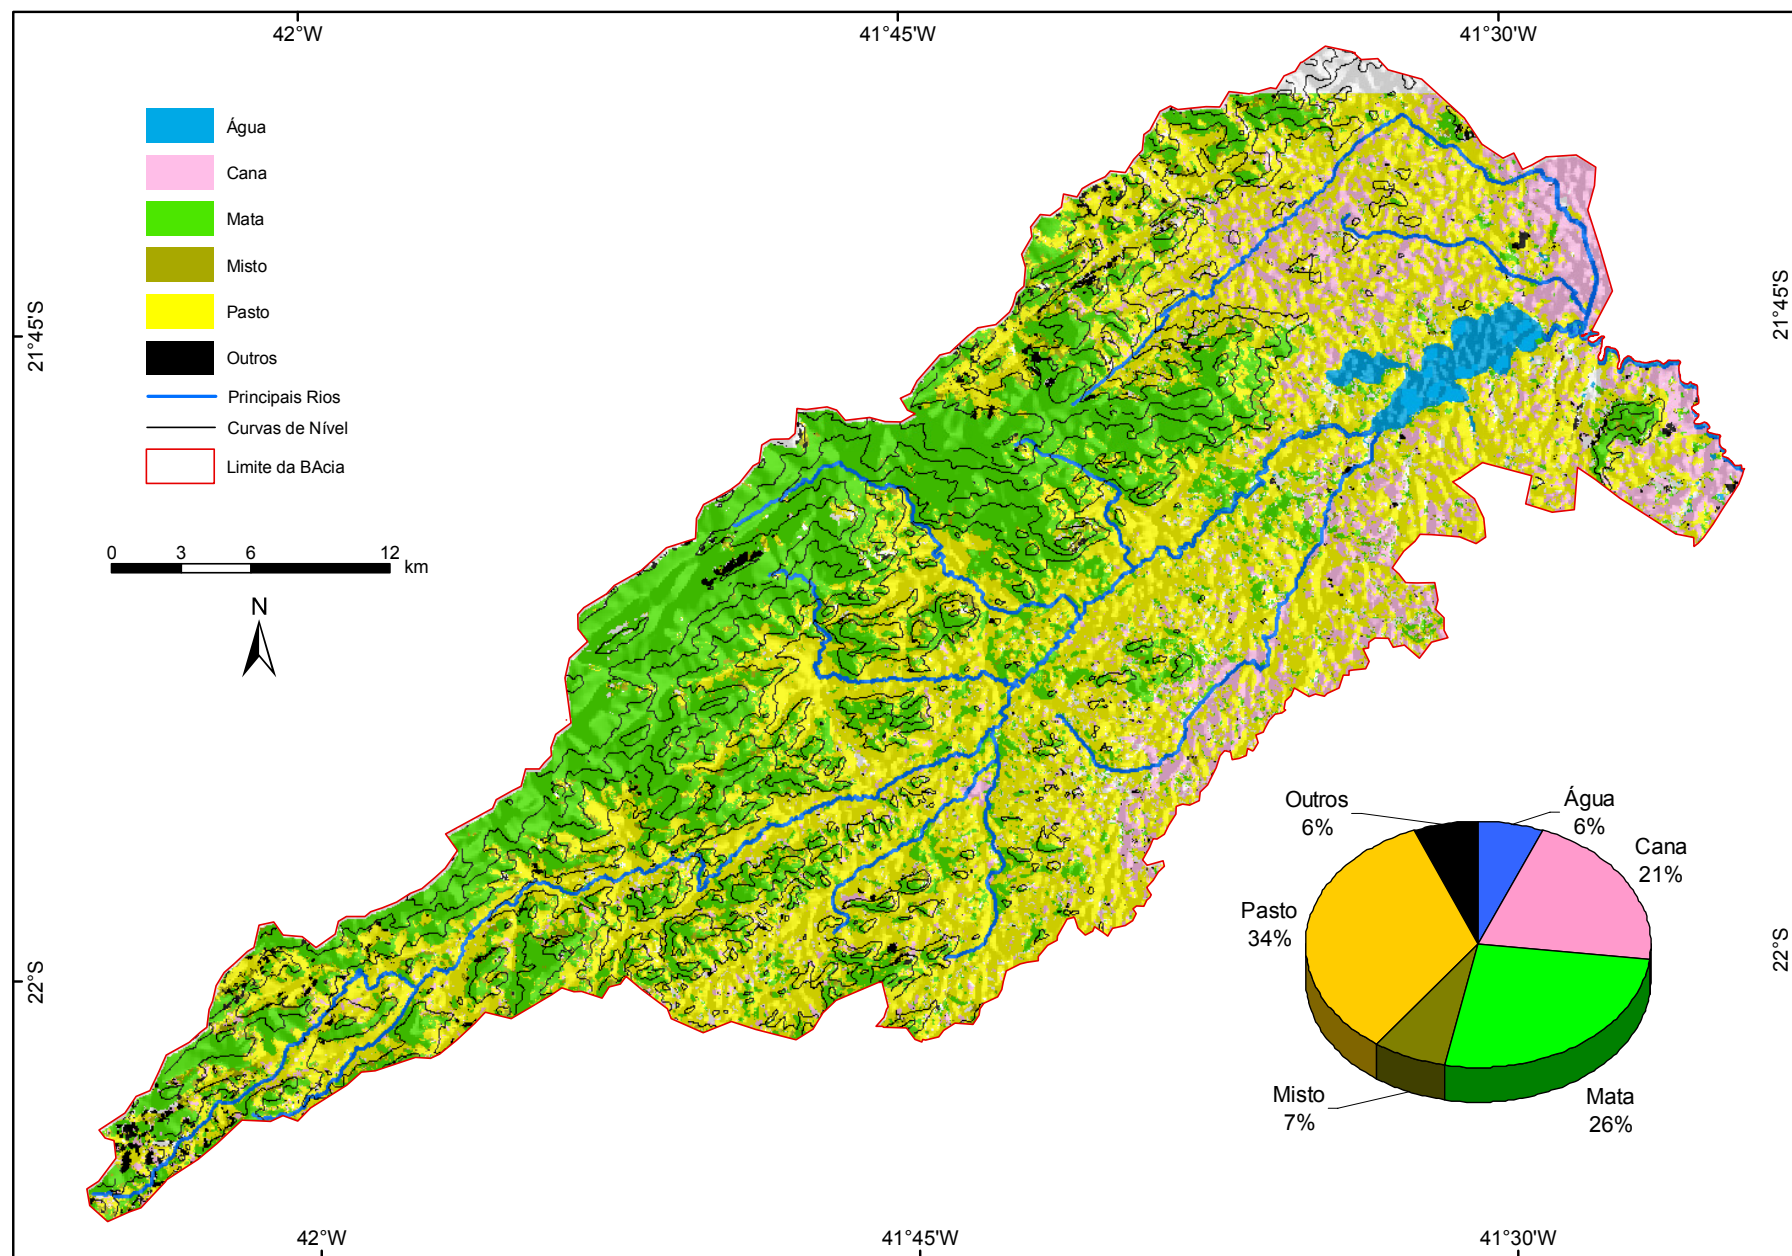 42°W
41°45'W
41°30'W
Água
Cana
Mata
Misto
Pasto
Outros
Principais Rios
Curvas de Nível
Limite da BAcia
21°45'S
21°45'S
0 3 6 12
km
N
Outros
6%
Água
6%
Cana
21%
Pasto
34%
Misto
7%
Mata
26%
22°S
22°S
42°W
41°45'W
41°30'W